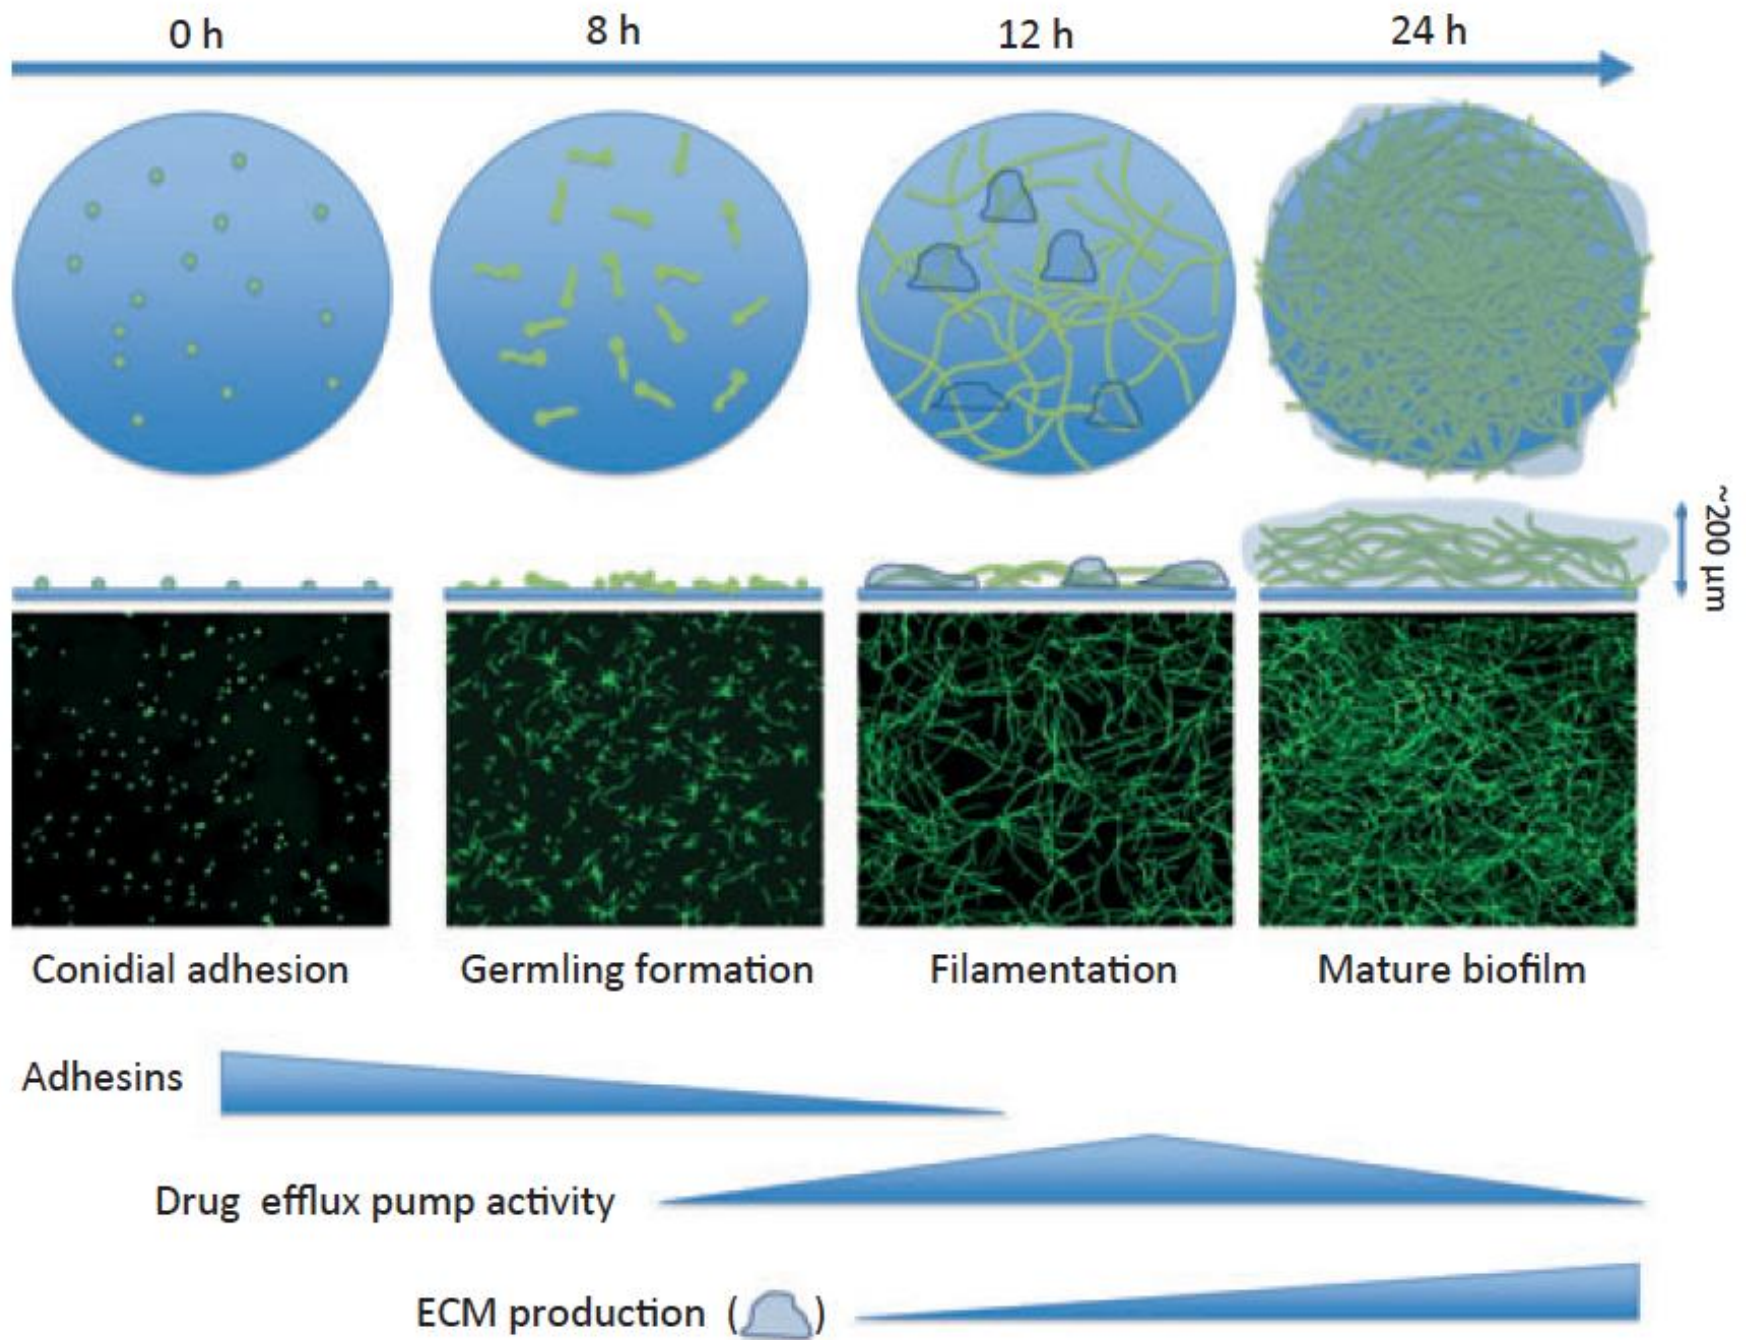 0 h
8 h
12 h
24 h
~200 µm
Conidial adhesion
Germling formation
Filamentation
Mature biofilm
Adhesins
Drug efflux pump activity
ECM production ( )